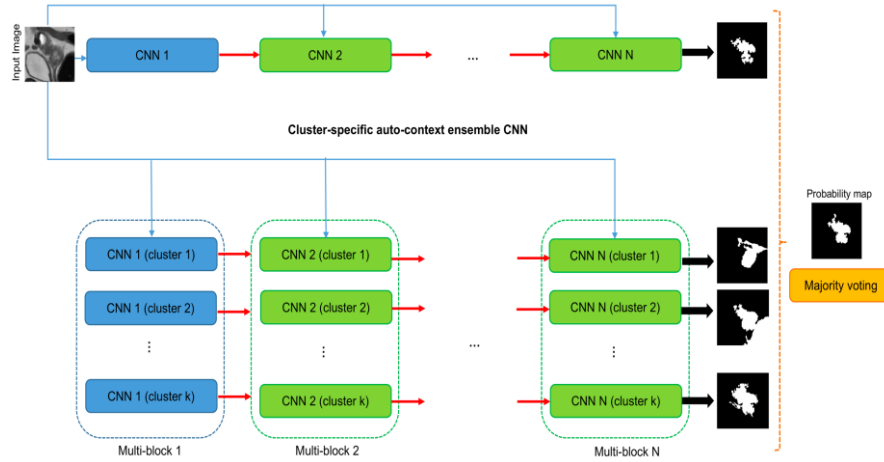 Input Image
CNN 1
CNN 2
...
CNN N
Cluster-specific auto-context ensemble CNN
Probability map
CNN 1 (cluster 1)
CNN 2 (cluster 1)
CNN N (cluster 1)
Majority voting
CNN 1 (cluster 2)
CNN 2 (cluster 2)
CNN N (cluster 2)
⋮
⋮
...
⋮
CNN 1 (cluster k)
CNN 2 (cluster k)
CNN N (cluster k)
Multi-block 1
Multi-block 2
Multi-block N